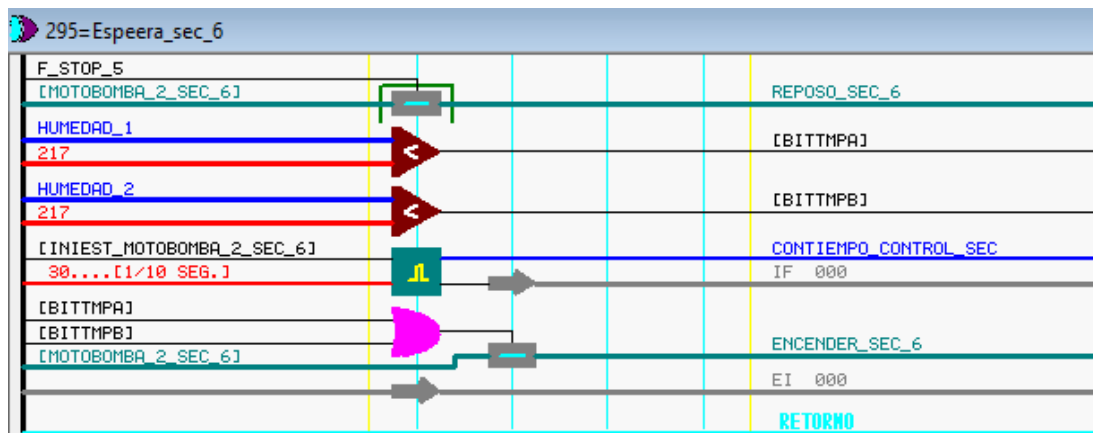 295=Espeera_sec_6
F_STOP_5
[MOTOBOMBA_2_SEC_6]
REPOSO_SEC_6
HUMEDAD_1
217
<
[BITTMPA]
HUMEDAD_2
217
<
[BITTMPB]
[INIEST_MOTOBOMBA_2_SEC_6]
CONTIEMPO_CONTROL_SEC
30....[1/10 SEG.]
IF 000
[BITTMPA]
[BITTMPB]
[MOTOBOMBA_2_SEC_6]
ENCENDER_SEC_6
EI 000
RETORNO